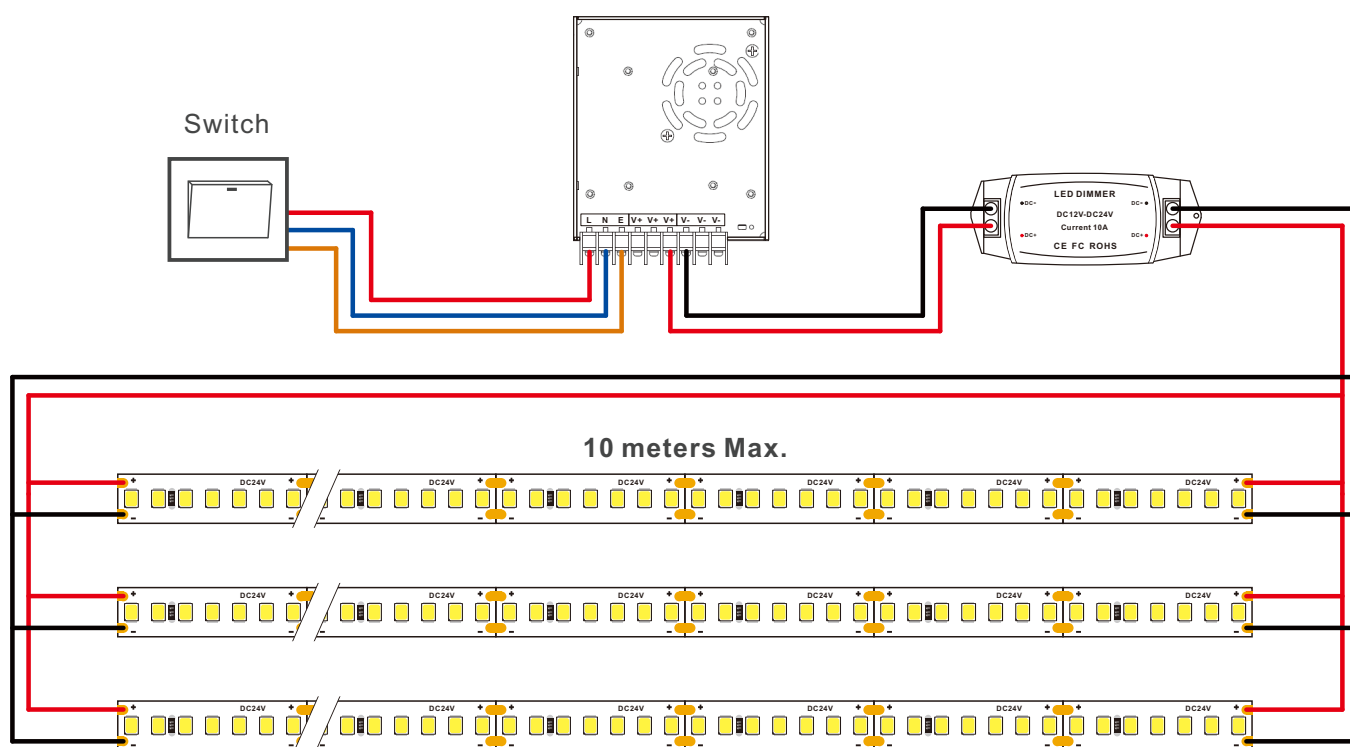 Switch
L N E V+ V+ V+ V- V- V-
LED DIMMER
DC- DC-
DC12V-DC24V
Current 10A
DC+ DC+
CE FC ROHS
10 meters Max.
+ DC24V + DC24V + DC24V + DC24V + DC24V + DC24V +
- - - - - - -
+ DC24V + DC24V + DC24V + DC24V + DC24V + DC24V +
- - - - - - -
+ DC24V + DC24V + DC24V + DC24V + DC24V + DC24V +
- - - - - - -